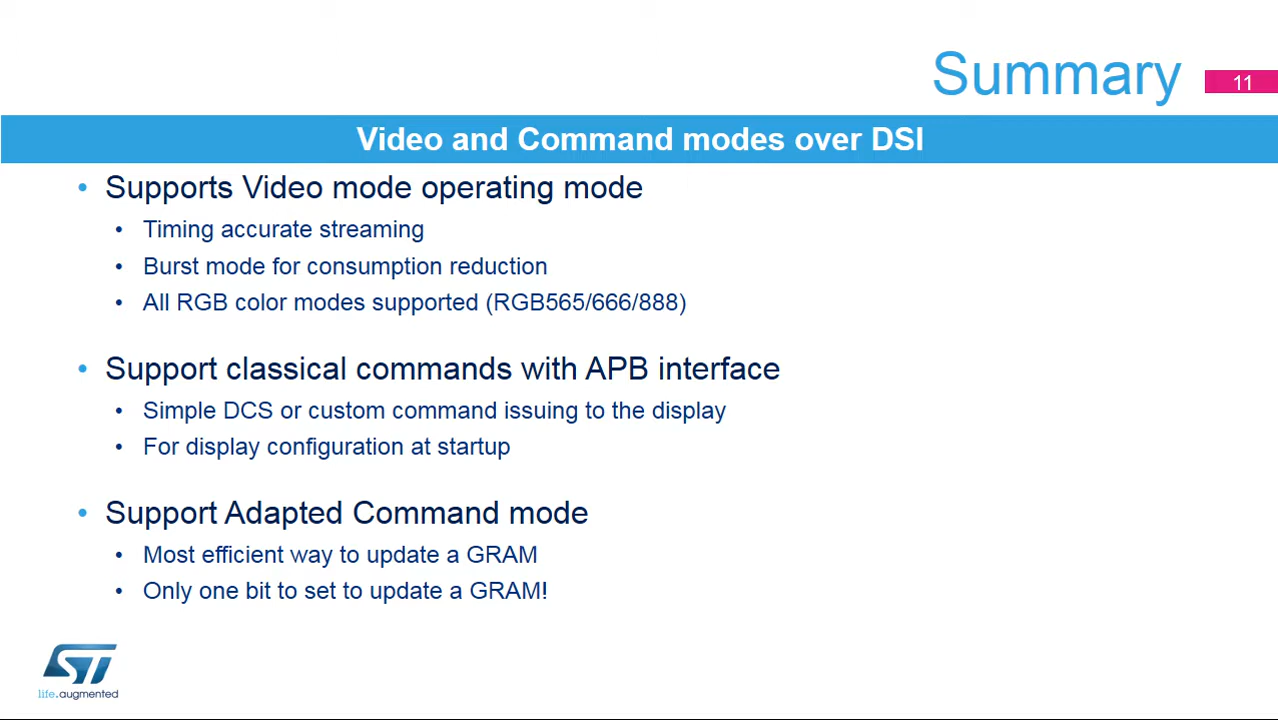 Summary
11
Video and Command modes over DSI
• Supports Video mode operating mode
• Timing accurate streaming
• Burst mode for consumption reduction
• All RGB color modes supported (RGB565/666/888)
• Support classical commands with APB interface
• Simple DCS or custom command issuing to the display
• For display configuration at startup
• Support Adapted Command mode
• Most efficient way to update a GRAM
• Only one bit to set to update a GRAM!
ST
life.augmented